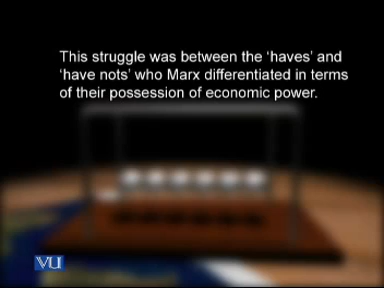 This struggle was between the ‘haves’ and
‘have nots’ who Marx differentiated in terms
of their possession of economic power.
VU